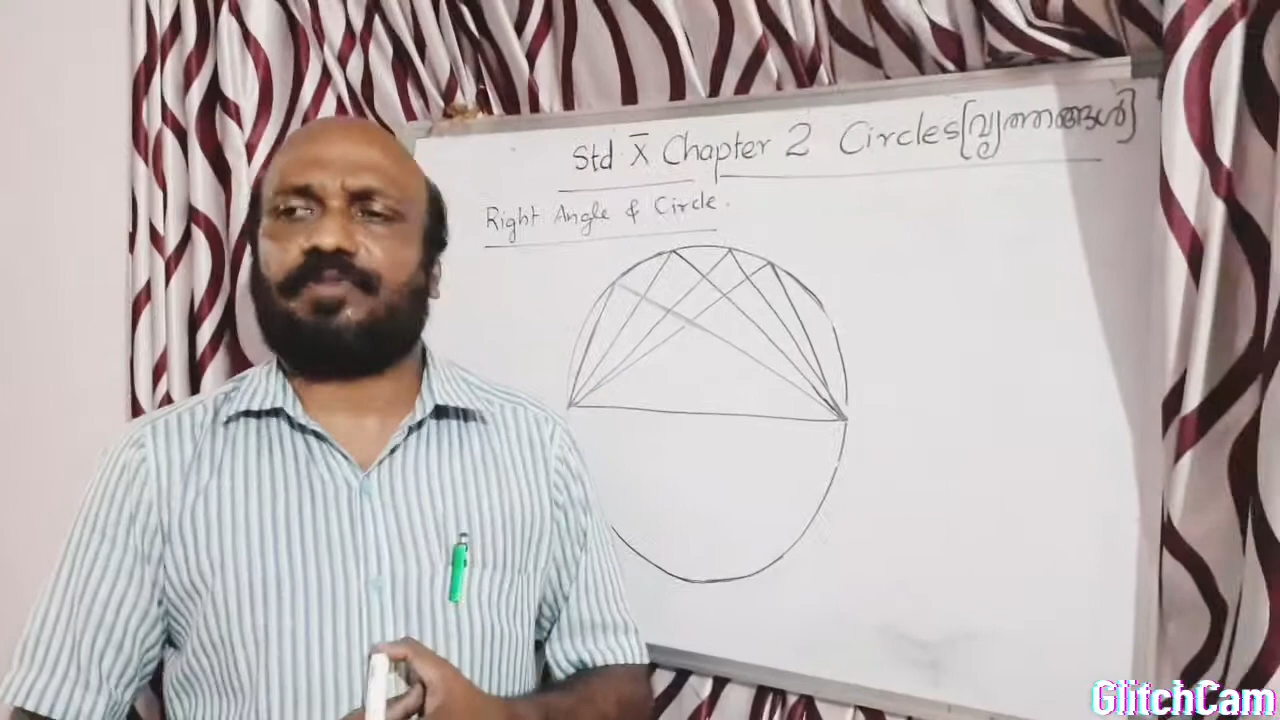 Std X̄ Chapter 2 Circles [വൃത്തങ്ങൾ]
Right Angle & Circle.
GlitchCam